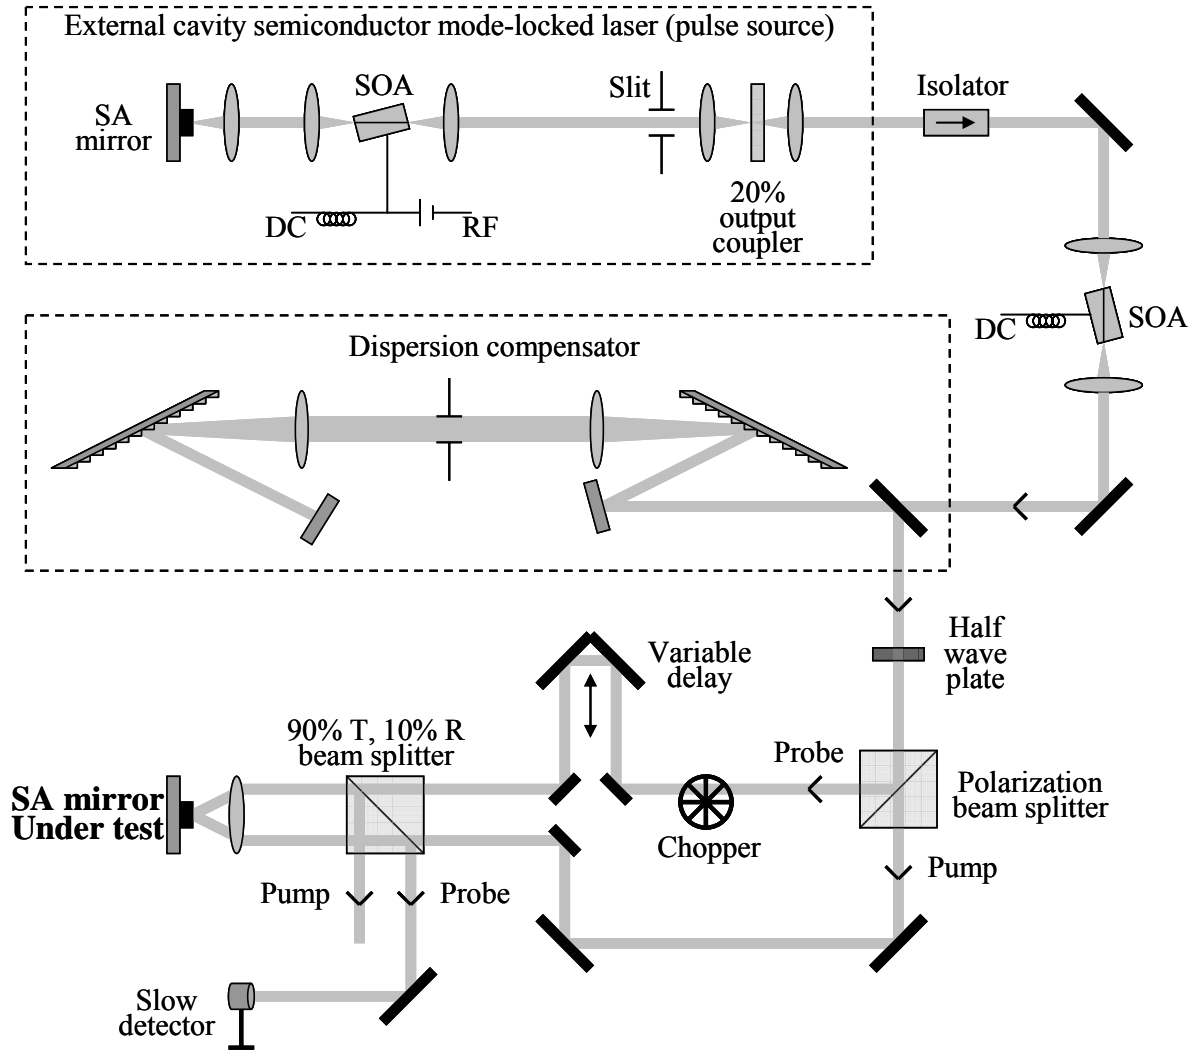 External cavity semiconductor mode-locked laser (pulse source)
SA
mirror
SOA
Slit
Isolator
DC
RF
20%
output
coupler
DC
SOA
Dispersion compensator
Half
wave
plate
Variable
delay
90% T, 10% R
beam splitter
Probe
Polarization
beam splitter
SA mirror
Under test
Chopper
Pump
Pump
Probe
Slow
detector